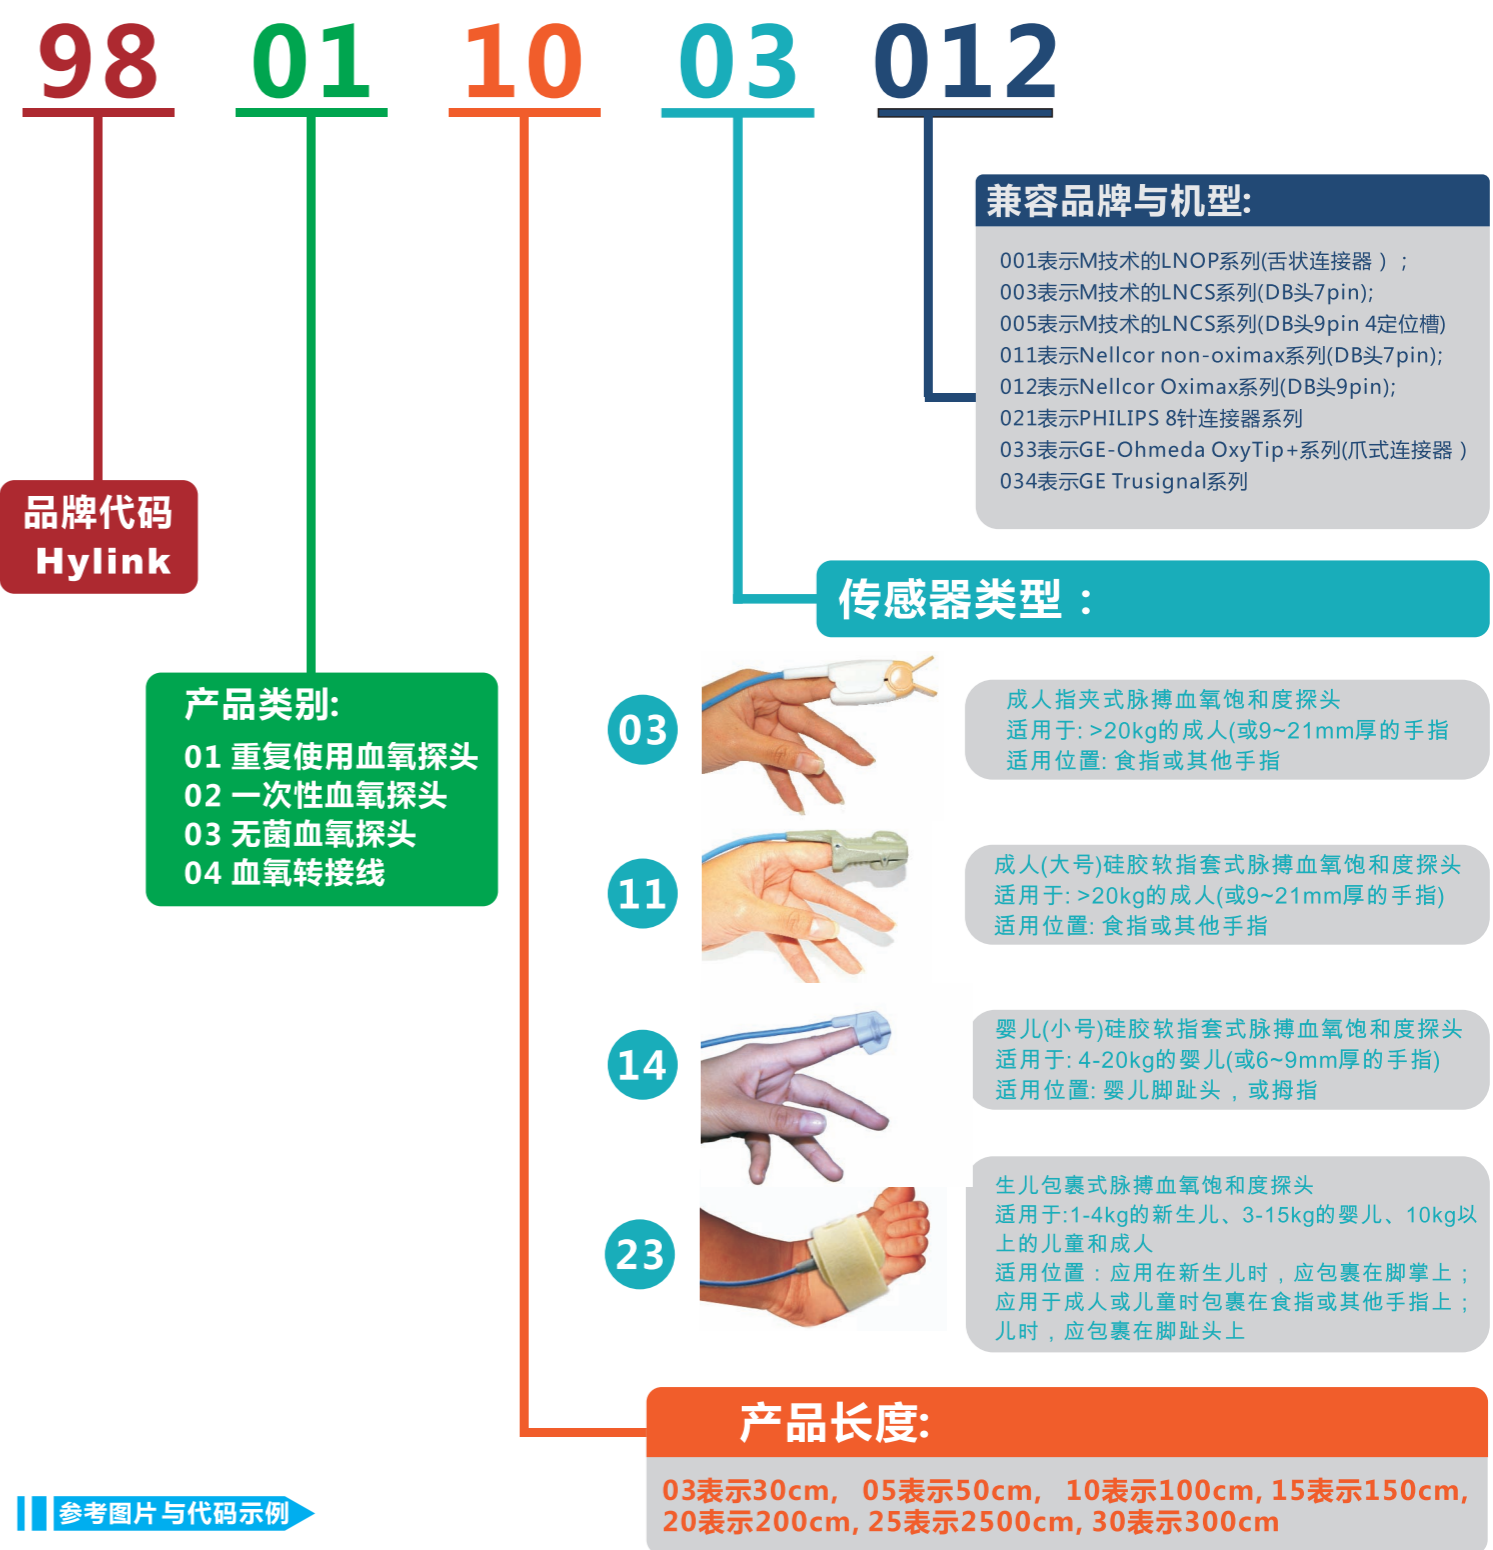 98 01 10 03 012
兼容品牌与机型:
001表示M技术的LNOP系列(舌状连接器）;
003表示M技术的LNCS系列(DB头7pin);
005表示M技术的LNCS系列(DB头9pin 4定位槽)
011表示Nellcor non-oximax系列(DB头7pin);
012表示Nellcor Oximax系列(DB头9pin);
021表示PHILIPS 8针连接器系列
033表示GE-Ohmeda OxyTip+系列(爪式连接器）
034表示GE Trusignal系列
品牌代码
Hylink
传感器类型：
产品类别:
01 重复使用血氧探头
02 一次性血氧探头
03 无菌血氧探头
04 血氧转接线
03
成人指夹式脉搏血氧饱和度探头
适用于: >20kg的成人(或9~21mm厚的手指
适用位置: 食指或其他手指
11
成人(大号)硅胶软指套式脉搏血氧饱和度探头
适用于: >20kg的成人(或9~21mm厚的手指)
适用位置: 食指或其他手指
14
婴儿(小号)硅胶软指套式脉搏血氧饱和度探头
适用于: 4-20kg的婴儿(或6~9mm厚的手指)
适用位置: 婴儿脚趾头，或拇指
23
生儿包裹式脉搏血氧饱和度探头
适用于:1-4kg的新生儿、3-15kg的婴儿、10kg以
上的儿童和成人
适用位置：应用在新生儿时，应包裹在脚掌上；
应用于成人或儿童时包裹在食指或其他手指上；
儿时，应包裹在脚趾头上
产品长度:
03表示30cm, 05表示50cm, 10表示100cm, 15表示150cm,
20表示200cm, 25表示2500cm, 30表示300cm
参考图片与代码示例